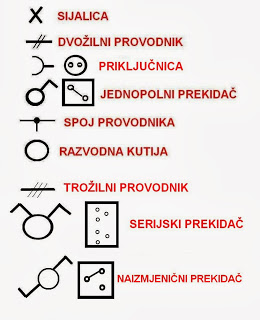 SIJALICA
DVOŽILNI PROVODNIK
PRIKLJUČNICA
JEDNOPOLNI PREKIDAČ
SPOJ PROVODNIKA
RAZVODNA KUTIJA
TROŽILNI PROVODNIK
SERIJSKI PREKIDAČ
NAIZMJENIČNI PREKIDAČ